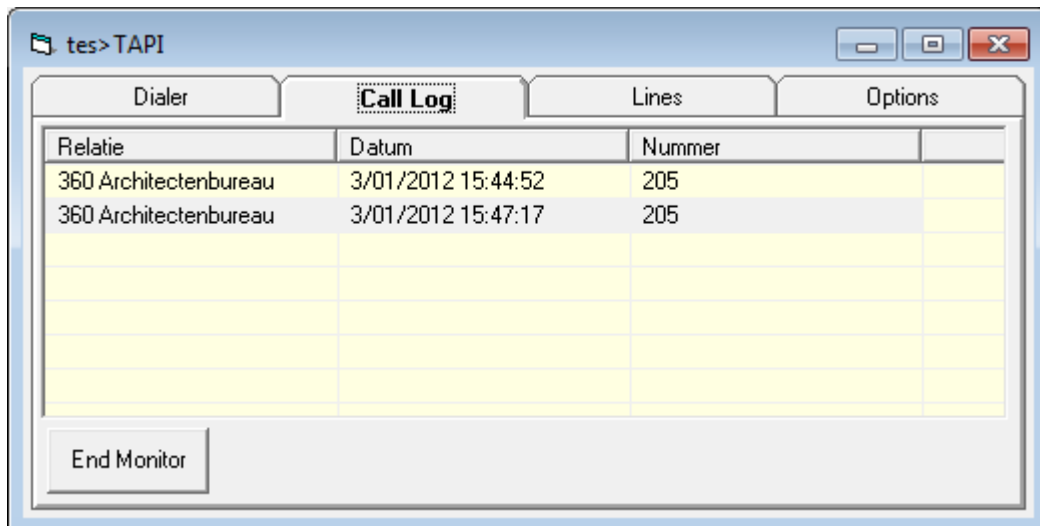 tes>TAPI
Dialer Call Log Lines Options
Relatie Datum Nummer
360 Architectenbureau 3/01/2012 15:44:52 205
360 Architectenbureau 3/01/2012 15:47:17 205
End Monitor